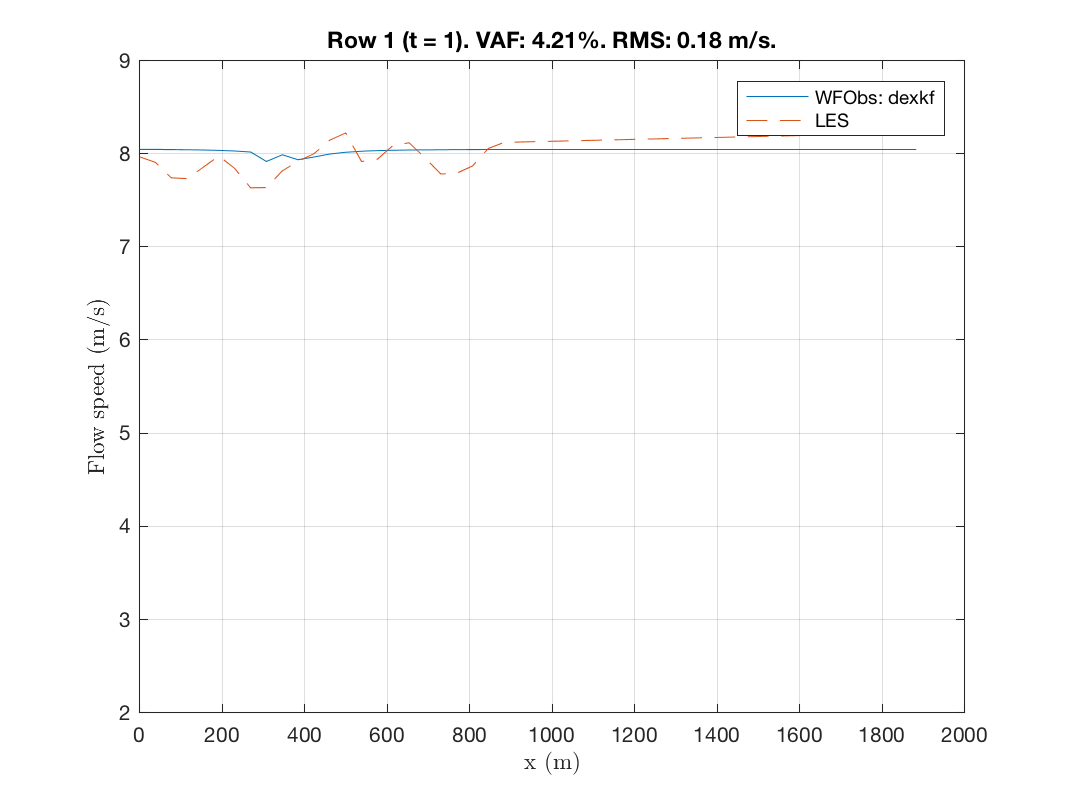 Row 1 (t = 1). VAF: 4.21%. RMS: 0.18 m/s.
WFObs: dexkf
LES
Flow speed (m/s)
9
8
7
6
5
4
3
2
0 200 400 600 800 1000 1200 1400 1600 1800 2000
x (m)